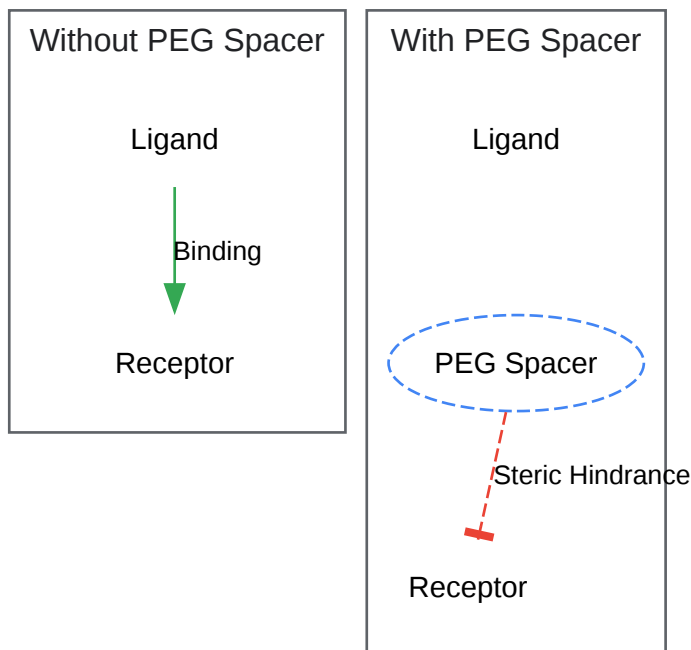 Without PEG Spacer
Ligand
Binding
Receptor
With PEG Spacer
Ligand
PEG Spacer
Steric Hindrance
Receptor